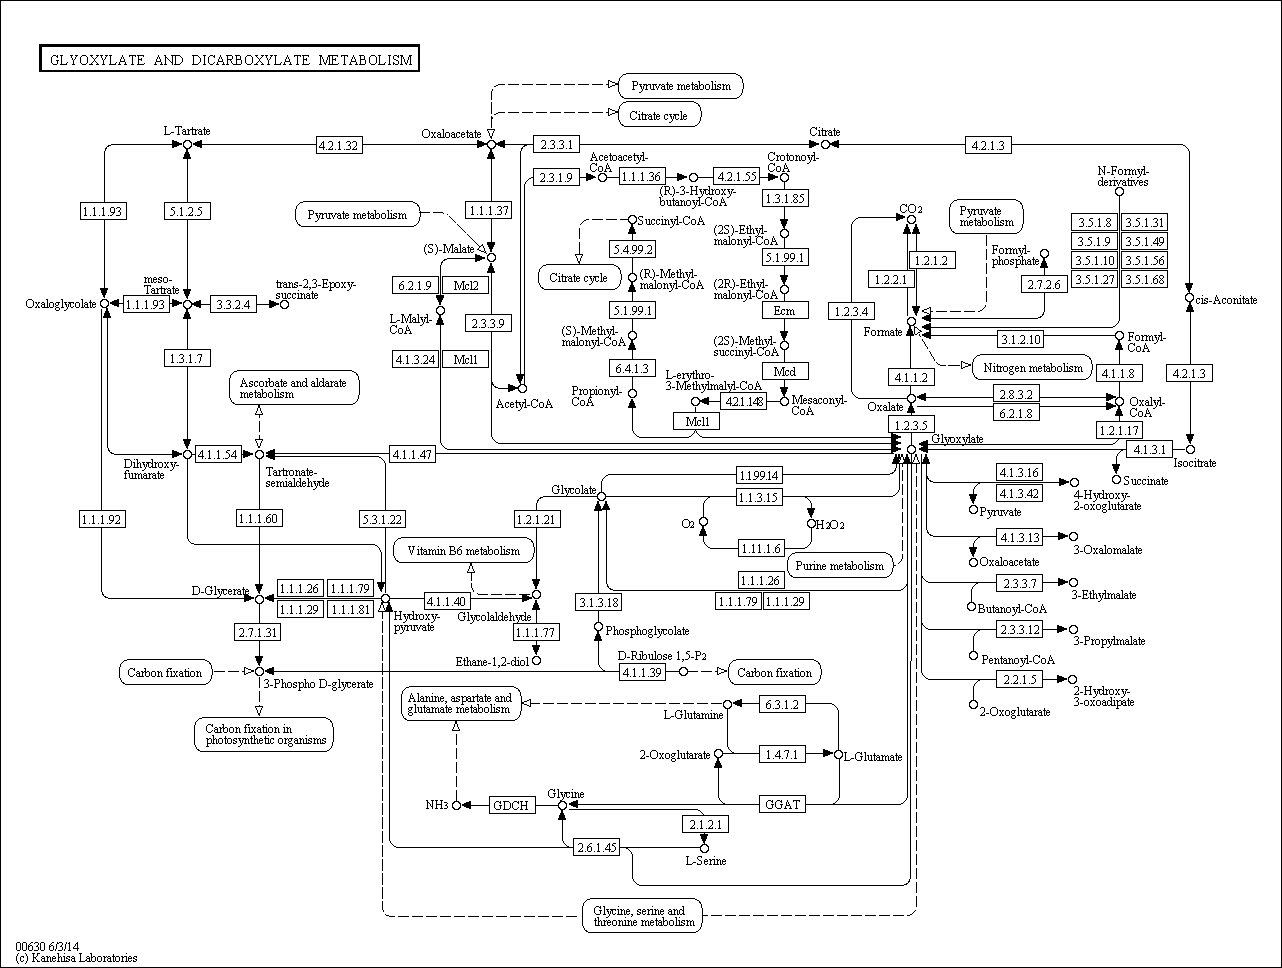 GLYOXYLATE AND DICARBOXYLATE METABOLISM
Pyruvate metabolism
Citrate cycle
L-Tartrate
Oxaloacetate
Citrate
4.2.1.32
2.3.3.1
4.2.1.3
Acetoacetyl-
CoA
Crotonoyl-
CoA
2.3.1.9
1.1.1.36
4.2.1.55
(R)-3-Hydroxy-
butanoyl-CoA
1.3.1.85
N-Formyl-
derivatives
1.1.1.93
5.1.2.5
Pyruvate metabolism
1.1.1.37
Succinyl-CoA
(2S)-Ethyl-
malonyl-CoA
CO2
Pyruvate
metabolism
3.5.1.8
3.5.1.31
3.5.1.9
3.5.1.49
3.5.1.10
3.5.1.56
3.5.1.27
3.5.1.68
(S)-Malate
5.4.99.2
5.1.99.1
1.2.1.2
1.2.2.1
Formyl-
phosphate
2.7.2.6
Citrate cycle
(R)-Methyl-
malonyl-CoA
(2R)-Ethyl-
malonyl-CoA
meso-
Tartrate
trans-2,3-Epoxy-
succinate
6.2.1.9
Mcl2
Oxaloglycolate
1.1.1.93
3.3.2.4
cis-Aconitate
L-Malyl-
CoA
2.3.3.9
5.1.99.1
Ecm
1.2.3.4
Formate
(S)-Methyl-
malonyl-CoA
(2S)-Methyl-
succinyl-CoA
3.1.2.10
Formyl-
CoA
1.3.1.7
4.1.3.24
Mcl1
6.4.1.3
Mcd
Nitrogen metabolism
4.1.1.2
4.1.1.8
4.2.1.3
Ascorbate and aldarate
metabolism
Acetyl-CoA
Propionyl-
CoA
L-erythro-
3-Methylmalyl-CoA
4.2.1.148
Mesaconyl-
CoA
Mcl1
Oxalate
2.8.3.2
6.2.1.8
Oxalyl-
CoA
1.2.3.5
1.2.1.17
Glyoxylate
4.1.3.1
Isocitrate
Dihydroxy-
fumarate
4.1.1.54
Tartronate-
semialdehyde
4.1.1.47
Succinate
1.1.99.14
Glycolate
1.1.3.15
4.1.3.16
4.1.3.42
4-Hydroxy-
2-oxoglutarate
Pyruvate
1.1.1.92
1.1.1.60
5.3.1.22
1.2.1.21
O2
H2O2
4.1.3.13
3-Oxalomalate
Oxaloacetate
Vitamin B6 metabolism
1.11.1.6
Purine metabolism
1.1.1.26
1.1.1.79
1.1.1.29
2.3.3.7
3-Ethylmalate
Butanoyl-CoA
D-Glycerate
1.1.1.26
1.1.1.79
1.1.1.29
1.1.1.81
Hydroxy-
pyruvate
4.1.1.40
Glycolaldehyde
3.1.3.18
2.7.1.31
1.1.1.77
Phosphoglycolate
2.3.3.12
3-Propylmalate
Pentanoyl-CoA
Ethane-1,2-diol
D-Ribulose 1,5-P2
4.1.1.39
Carbon fixation
Carbon fixation
3-Phospho D-glycerate
2.2.1.5
2-Hydroxy-
3-oxoadipate
2-Oxoglutarate
Alanine, aspartate and
glutamate metabolism
L-Glutamine
6.3.1.2
Carbon fixation in
photosynthetic organisms
2-Oxoglutarate
1.4.7.1
L-Glutamate
Glycine
NH3
GDCH
GGAT
2.1.2.1
2.6.1.45
L-Serine
Glycine, serine and
threonine metabolism
00630 6/3/14
(c) Kanehisa Laboratories